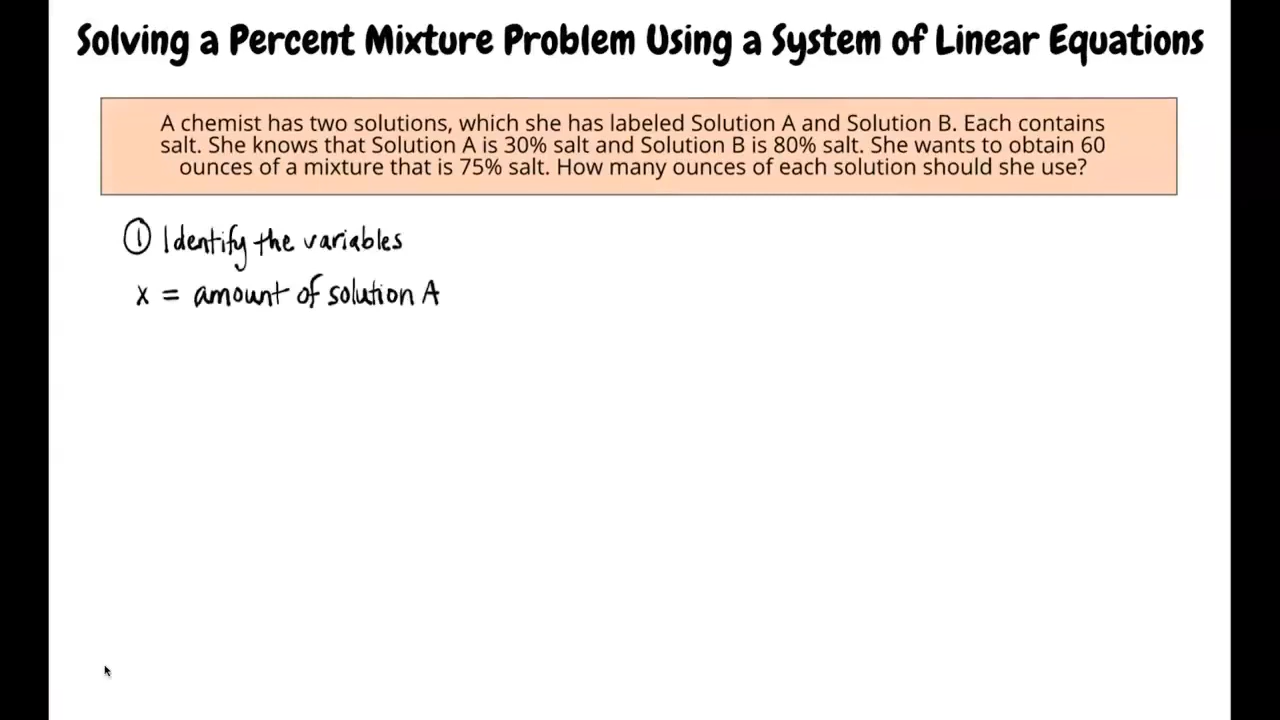 Solving a Percent Mixture Problem Using a System of Linear Equations
A chemist has two solutions, which she has labeled Solution A and Solution B. Each contains
salt. She knows that Solution A is 30% salt and Solution B is 80% salt. She wants to obtain 60
ounces of a mixture that is 75% salt. How many ounces of each solution should she use?
① Identify the variables
x = amount of solution A